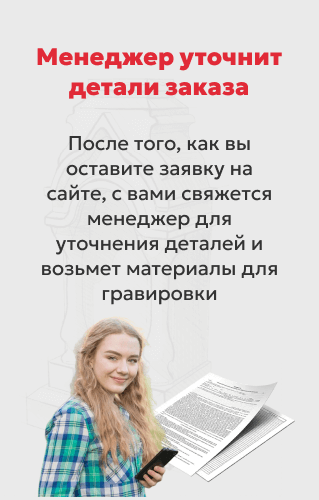 Менеджер уточнит
детали заказа
После того, как вы
оставите заявку на
сайте, с вами свяжется
менеджер для
уточнения деталей и
возьмет материалы для
гравировки